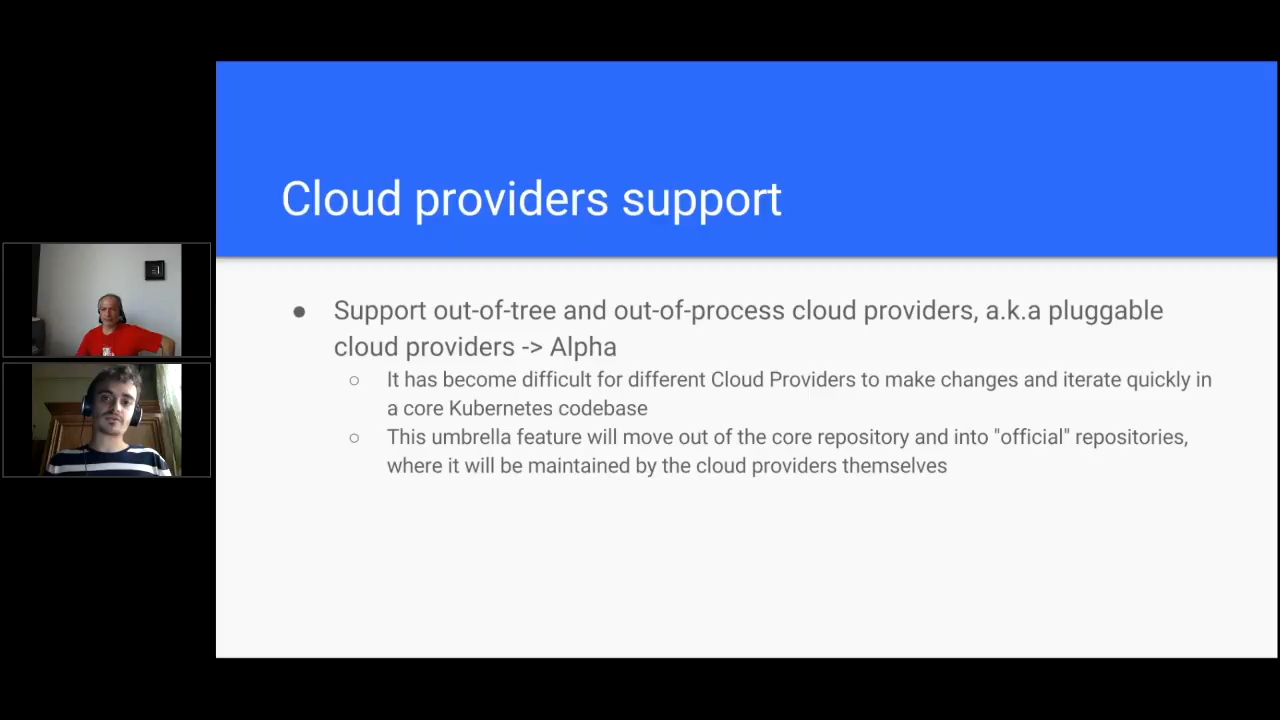 Cloud providers support
● Support out-of-tree and out-of-process cloud providers, a.k.a pluggable
cloud providers -> Alpha
○ It has become difficult for different Cloud Providers to make changes and iterate quickly in
a core Kubernetes codebase
○ This umbrella feature will move out of the core repository and into "official" repositories,
where it will be maintained by the cloud providers themselves